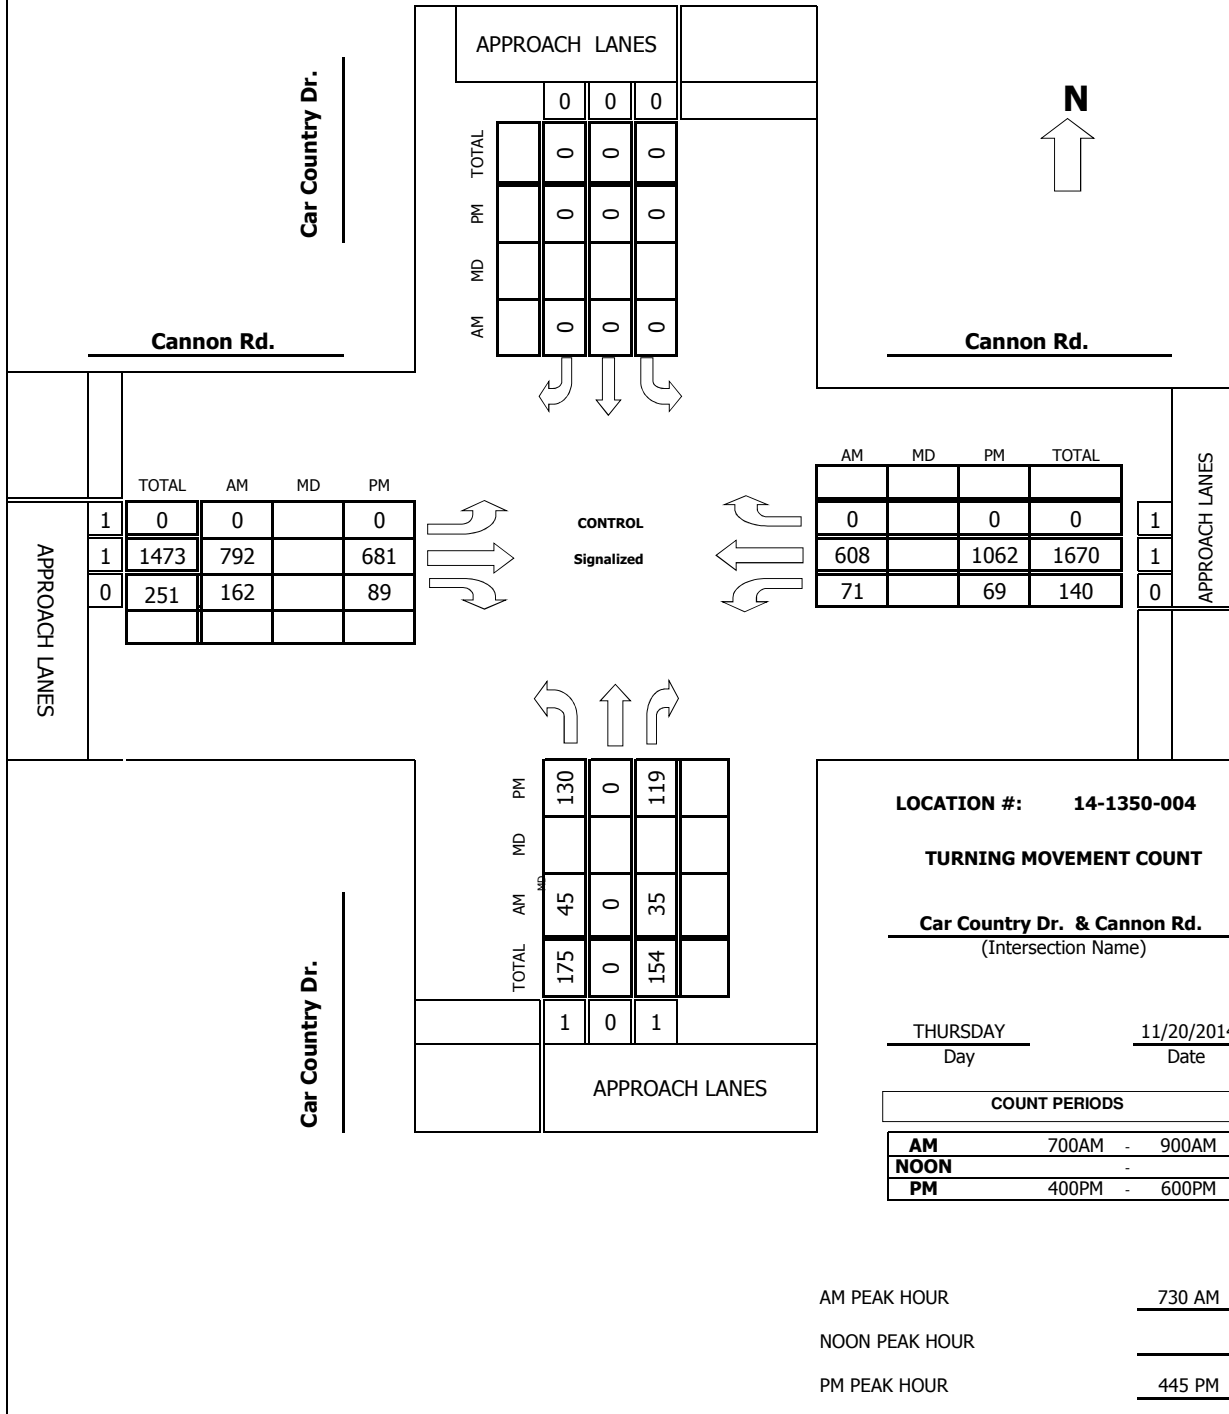 APPROACH LANES
0 0 0
N
Car Country Dr.
TOTAL 0 0 0
PM 0 0 0
MD
AM 0 0 0
Cannon Rd.
Cannon Rd.
TOTAL AM MD PM
1 0 0 0
1 1473 792 681
0 251 162 89
APPROACH LANES
CONTROL
Signalized
AM MD PM TOTAL
0 0 0 1
608 1062 1670 1
71 69 140 0
APPROACH LANES
PM 130 0 119
MD
MD
AM 45 0 35
TOTAL 175 0 154
1 0 1
APPROACH LANES
Car Country Dr.
LOCATION #: 14-1350-004
TURNING MOVEMENT COUNT
Car Country Dr. & Cannon Rd.
(Intersection Name)
THURSDAY 11/20/2014
Day Date
COUNT PERIODS
AM 700AM - 900AM
NOON -
PM 400PM - 600PM
AM PEAK HOUR 730 AM
NOON PEAK HOUR
PM PEAK HOUR 445 PM